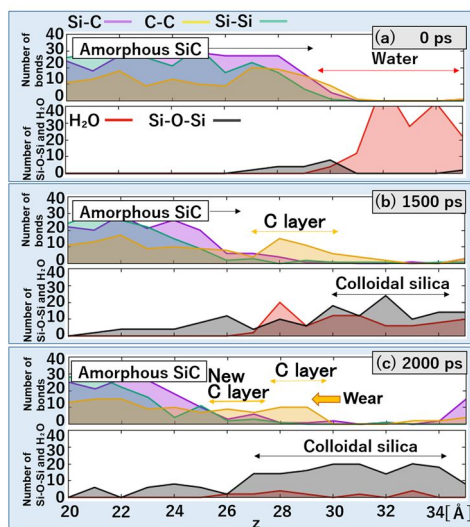 Si-C C-C Si-Si
Number of bonds
40
30
20
10
0
Amorphous SiC
(a) 0 ps
Water
Number of Si-O-Si and H₂O
40
30
20
10
0
H₂O Si-O-Si
Number of bonds
40
30
20
10
0
Amorphous SiC
(b) 1500 ps
C layer
Number of Si-O-Si and H₂O
40
30
20
10
0
Colloidal silica
Number of bonds
40
30
20
10
0
Amorphous SiC
(c) 2000 ps
New C layer
C layer
Wear
Number of Si-O-Si and H₂O
40
30
20
10
0
Colloidal silica
20 22 24 26 28 30 32 34[Å]
z